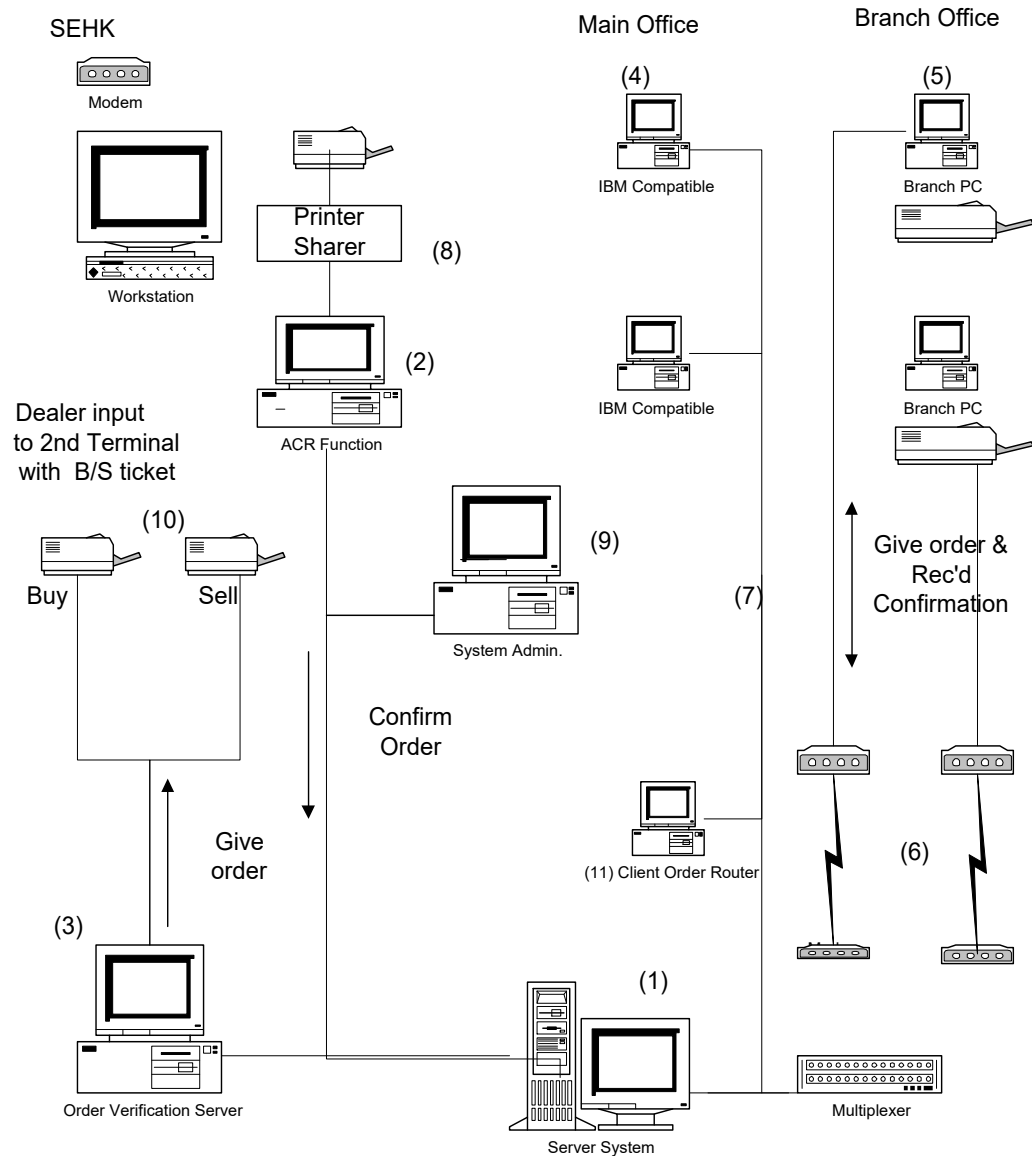 SEHK
Main Office
Branch Office
Modem
(4)
(5)
IBM Compatible
Branch PC
Printer
Sharer
(8)
Workstation
(2)
IBM Compatible
Branch PC
Dealer input
to 2nd Terminal
with B/S ticket
ACR Function
(10)
(9)
Buy
Sell
(7)
Give order &
Rec'd
Confirmation
System Admin.
Confirm
Order
Give
order
(11) Client Order Router
(6)
(3)
(1)
Order Verification Server
Multiplexer
Server System